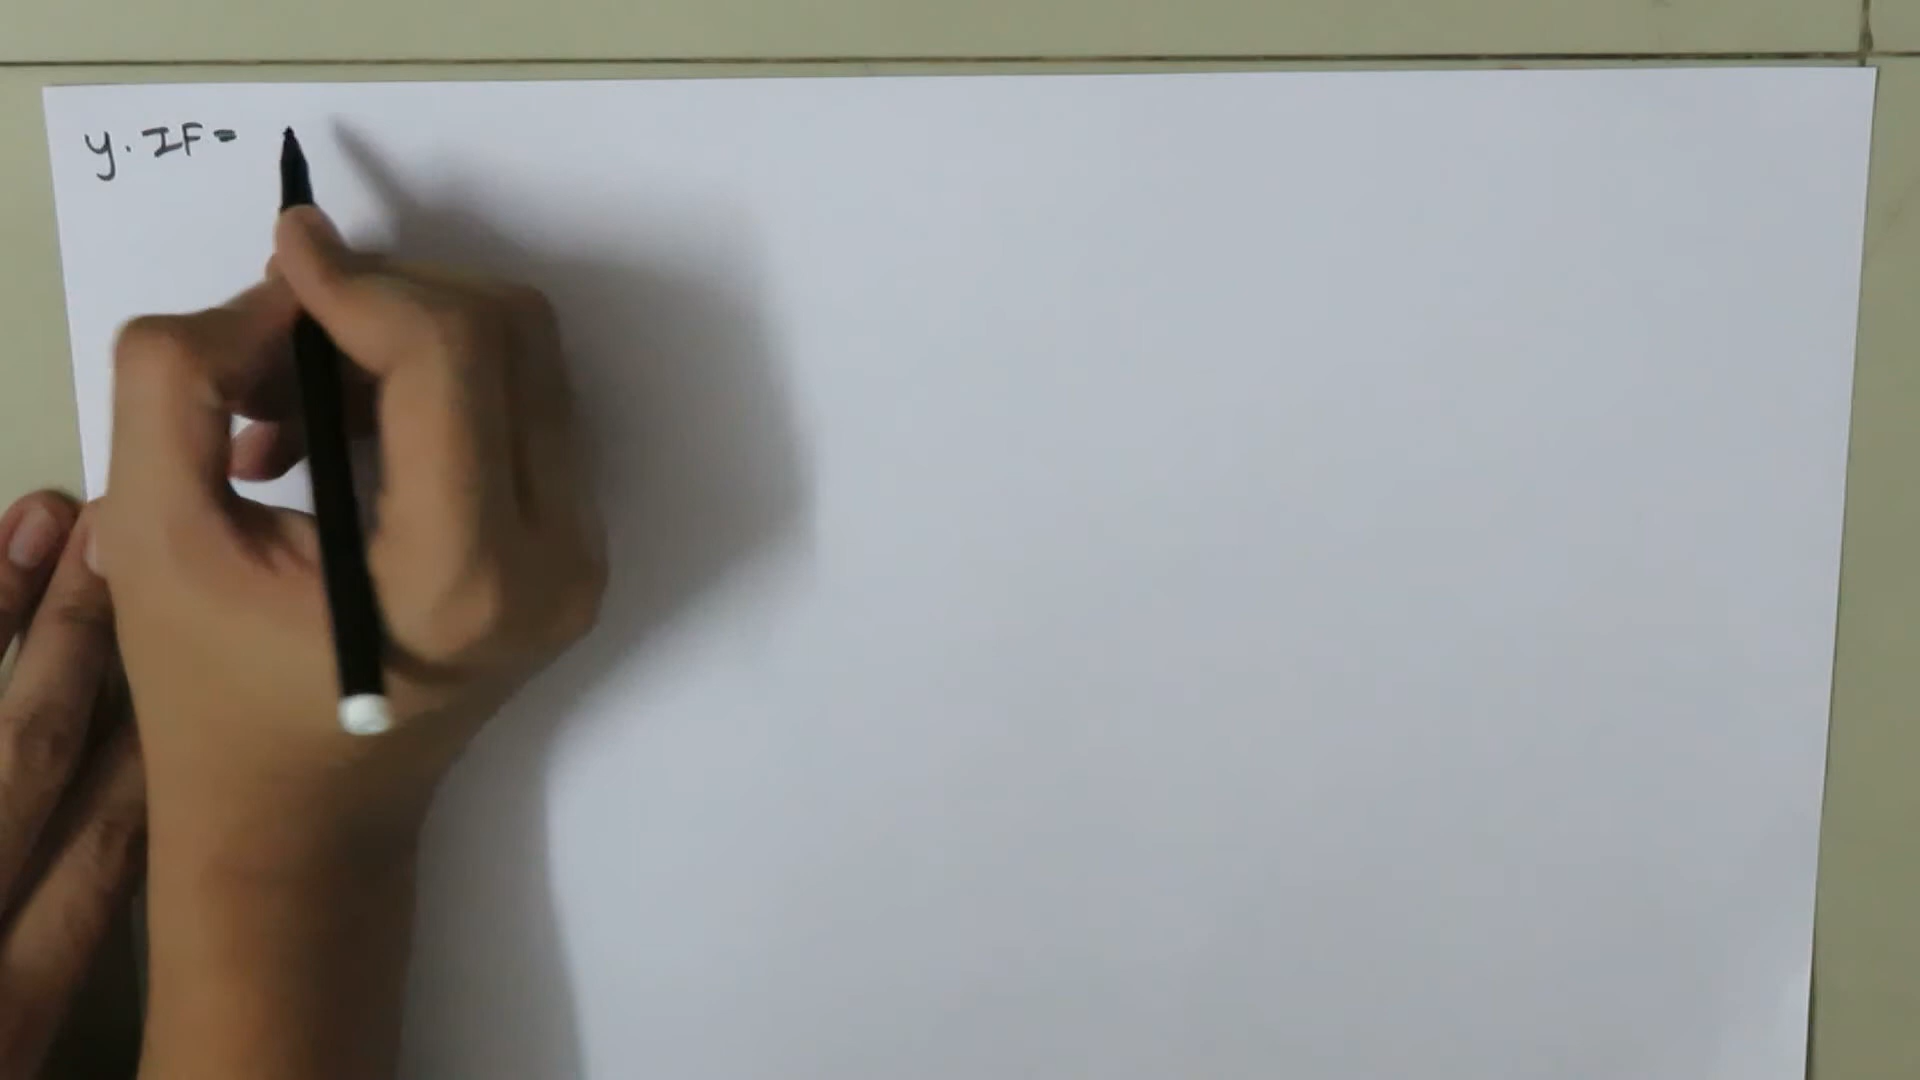 y. IF =